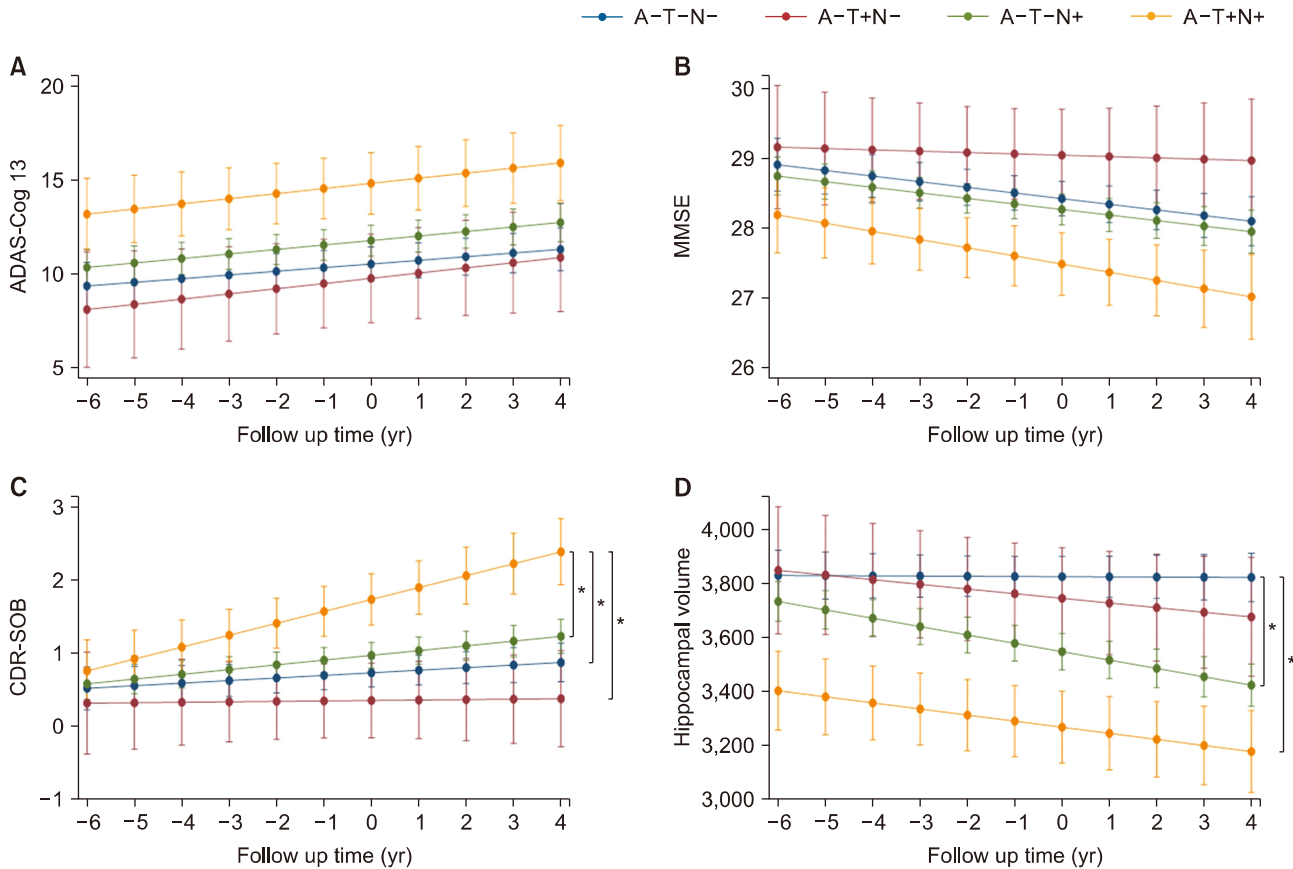 A−T−N− A−T+N− A−T−N+ A−T+N+
A
20
15
10
5
ADAS-Cog 13
−6 −5 −4 −3 −2 −1 0 1 2 3 4
Follow up time (yr)
B
30
29
28
27
26
MMSE
−6 −5 −4 −3 −2 −1 0 1 2 3 4
Follow up time (yr)
C
3
2
1
0
−1
CDR-SOB
* * *
−6 −5 −4 −3 −2 −1 0 1 2 3 4
Follow up time (yr)
D
4,000
3,800
3,600
3,400
3,200
3,000
Hippocampal volume
* *
−6 −5 −4 −3 −2 −1 0 1 2 3 4
Follow up time (yr)